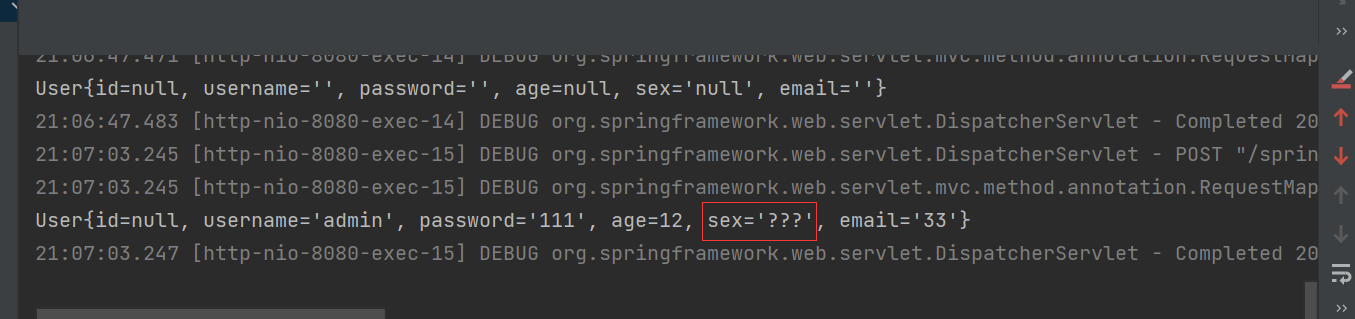 21:06:47.471 [http-nio-8080-exec-14] DEBUG org.springframework.web.servlet.mvc.method.annotation.RequestMap
User{id=null, username='', password='', age=null, sex='null', email=''}
21:06:47.483 [http-nio-8080-exec-14] DEBUG org.springframework.web.servlet.DispatcherServlet - Completed 20
21:07:03.245 [http-nio-8080-exec-15] DEBUG org.springframework.web.servlet.DispatcherServlet - POST "/sprin
21:07:03.245 [http-nio-8080-exec-15] DEBUG org.springframework.web.servlet.mvc.method.annotation.RequestMap
User{id=null, username='admin', password='111', age=12, sex='???', email='33'}
21:07:03.247 [http-nio-8080-exec-15] DEBUG org.springframework.web.servlet.DispatcherServlet - Completed 20